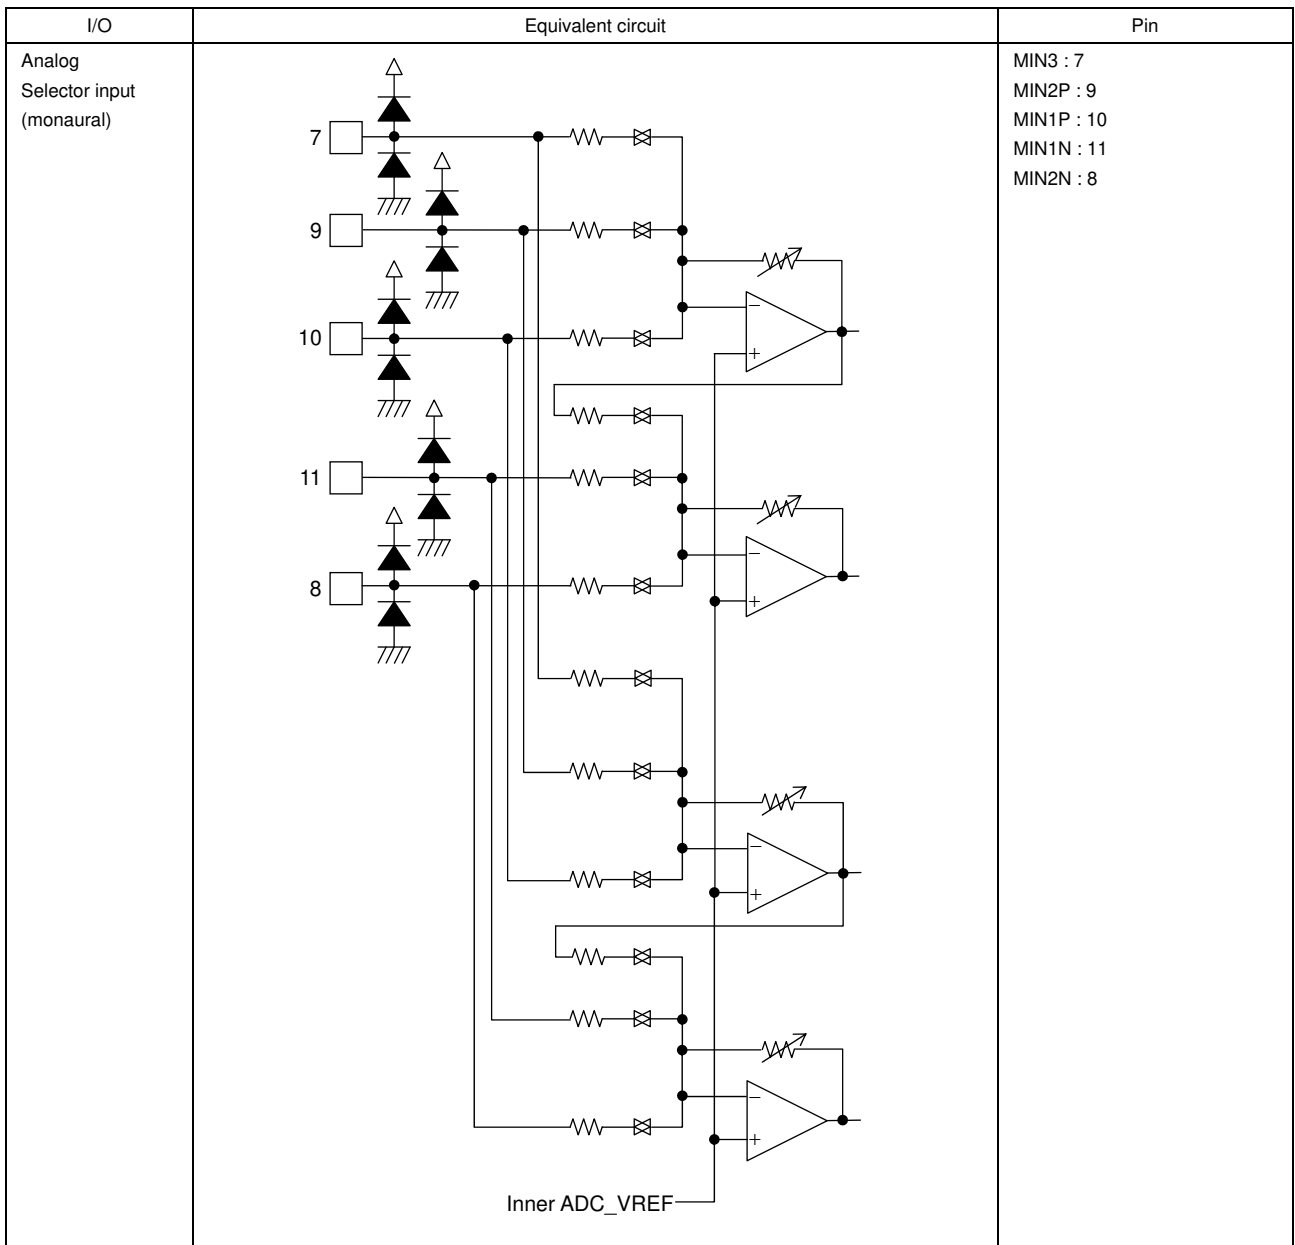 I/O
Equivalent circuit
Pin
Analog
Selector input
(monaural)
7
9
10
11
8
−
+
−
+
−
+
−
+
Inner ADC_VREF
MIN3 : 7
MIN2P : 9
MIN1P : 10
MIN1N : 11
MIN2N : 8